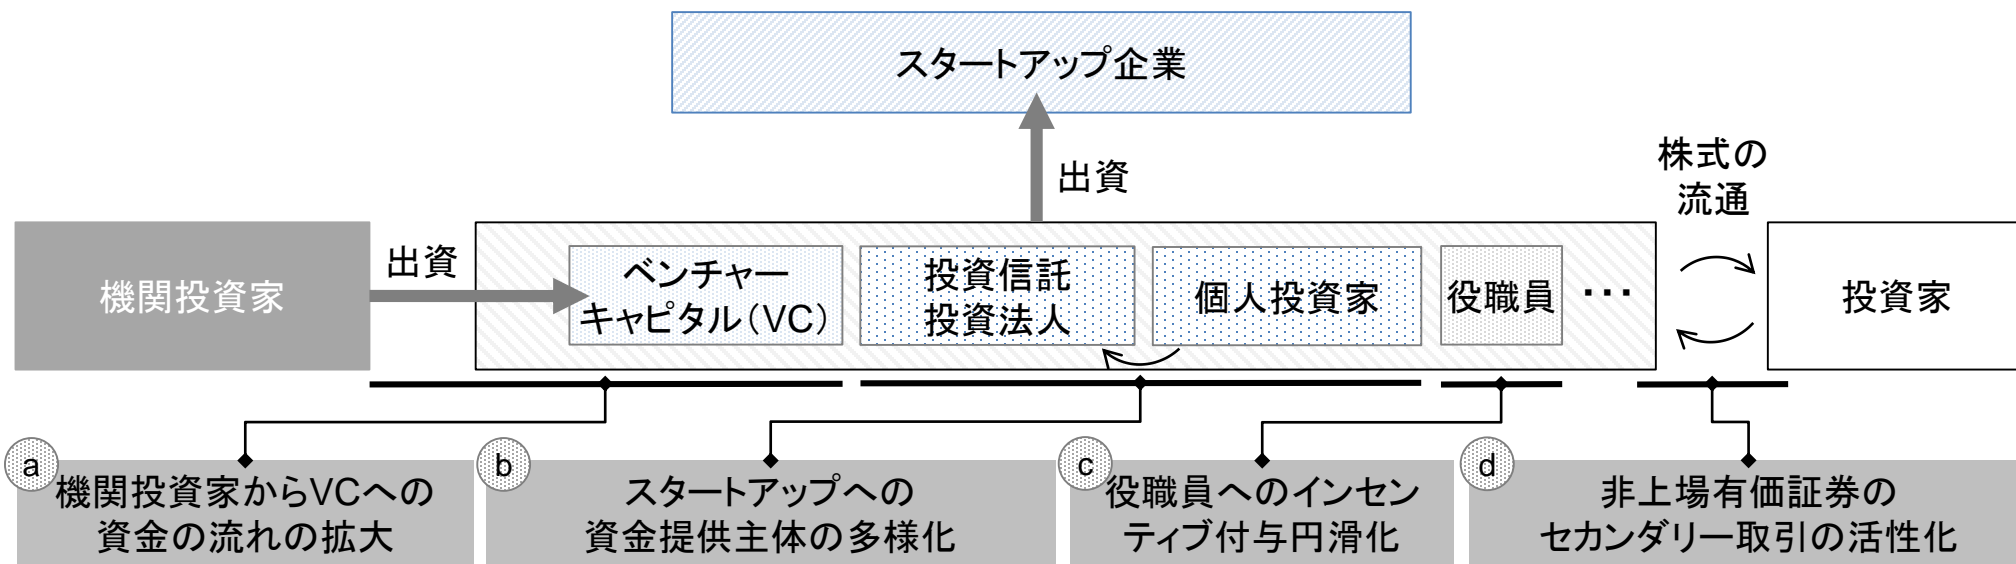 スタートアップ企業
出資
株式の
流通
機関投資家
出資
ベンチャー
キャピタル（VC）
投資信託
投資法人
個人投資家
役職員
･･･
投資家
a
機関投資家からVCへの
資金の流れの拡大
b
スタートアップへの
資金提供主体の多様化
c
役職員へのインセン
ティブ付与円滑化
d
非上場有価証券の
セカンダリー取引の活性化